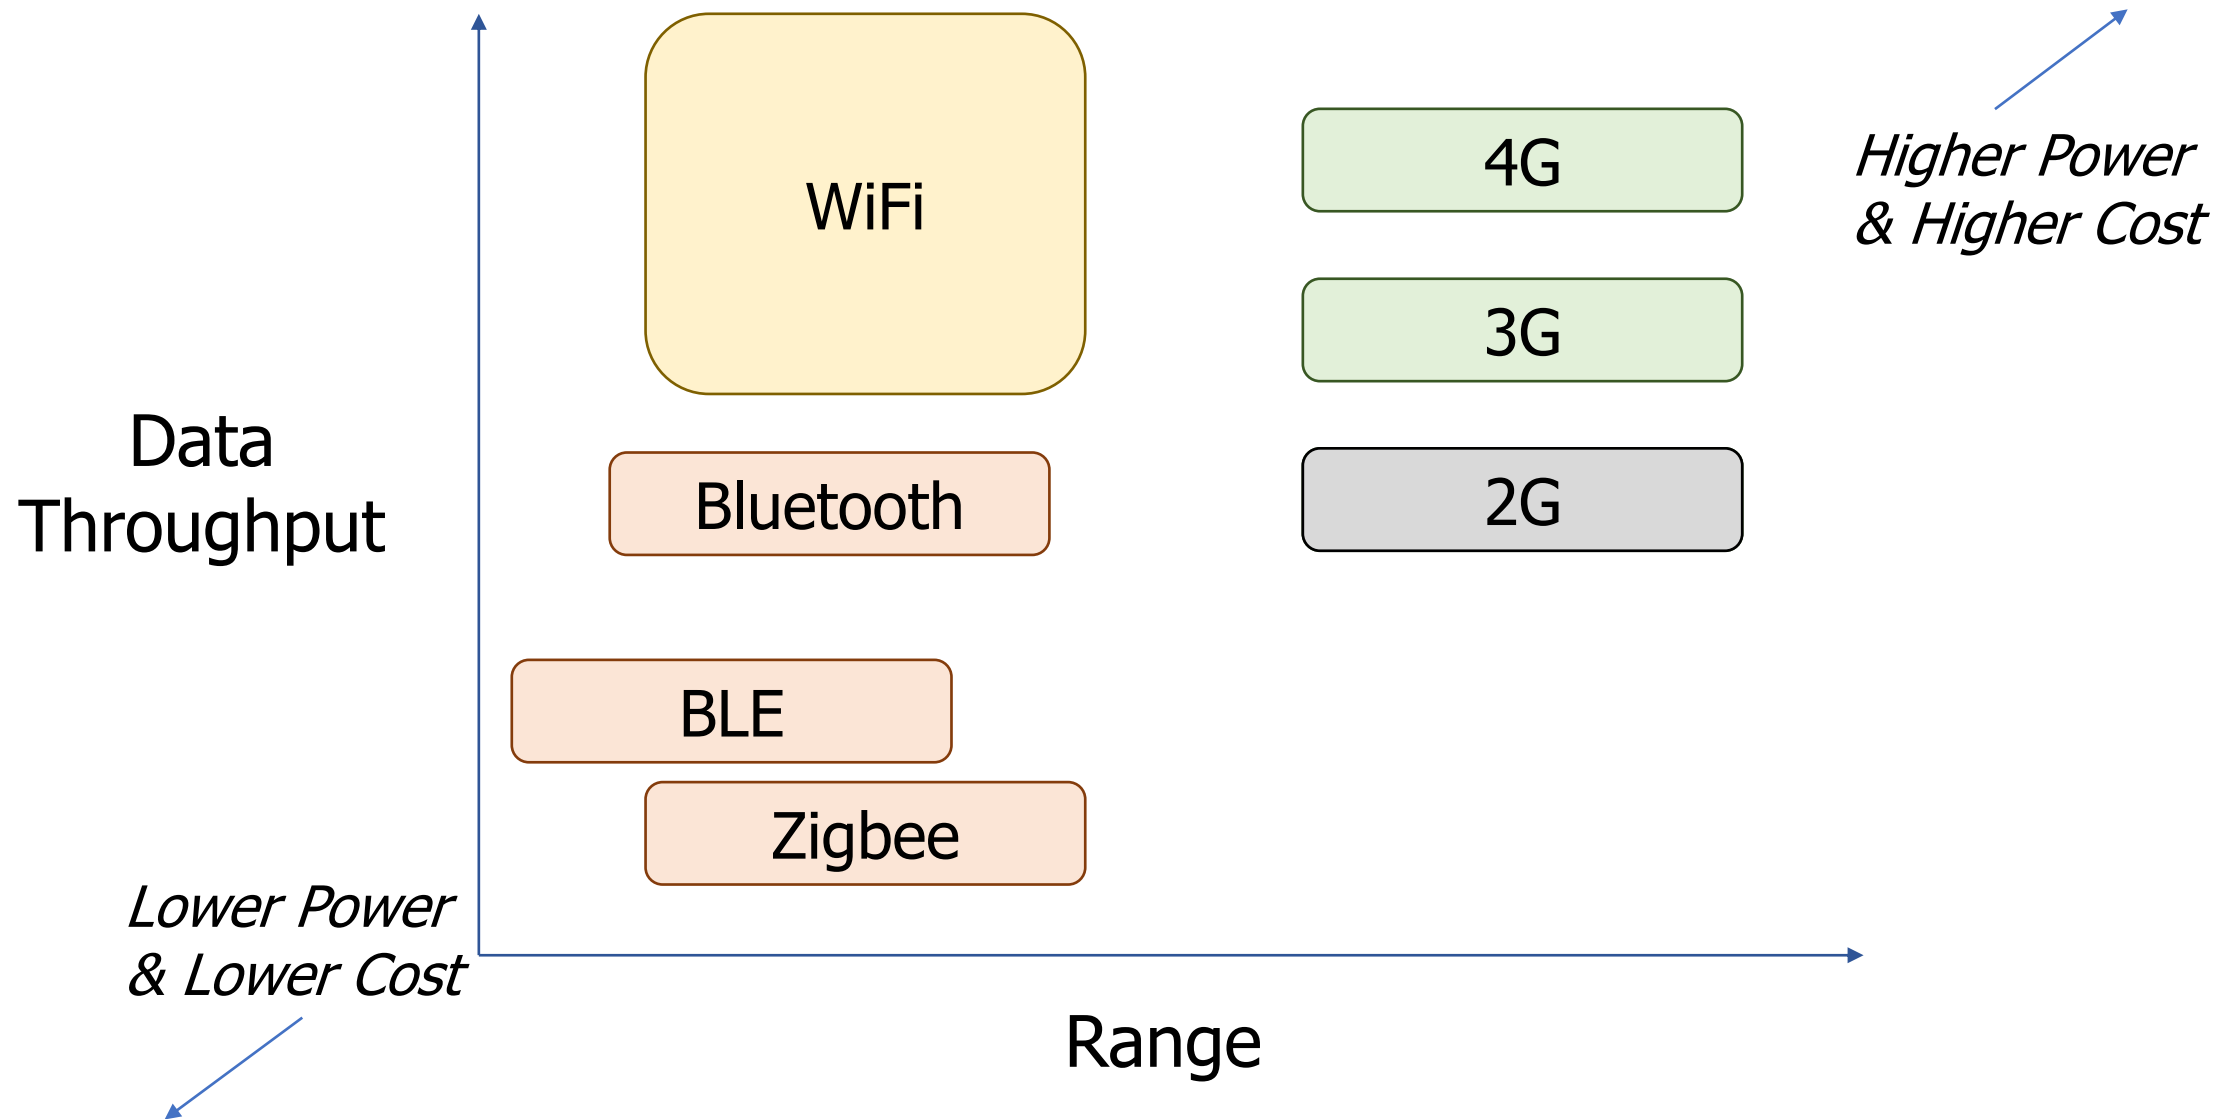 WiFi
4G
Higher Power
& Higher Cost
3G
Data
Throughput
Bluetooth
2G
BLE
Zigbee
Lower Power
& Lower Cost
Range